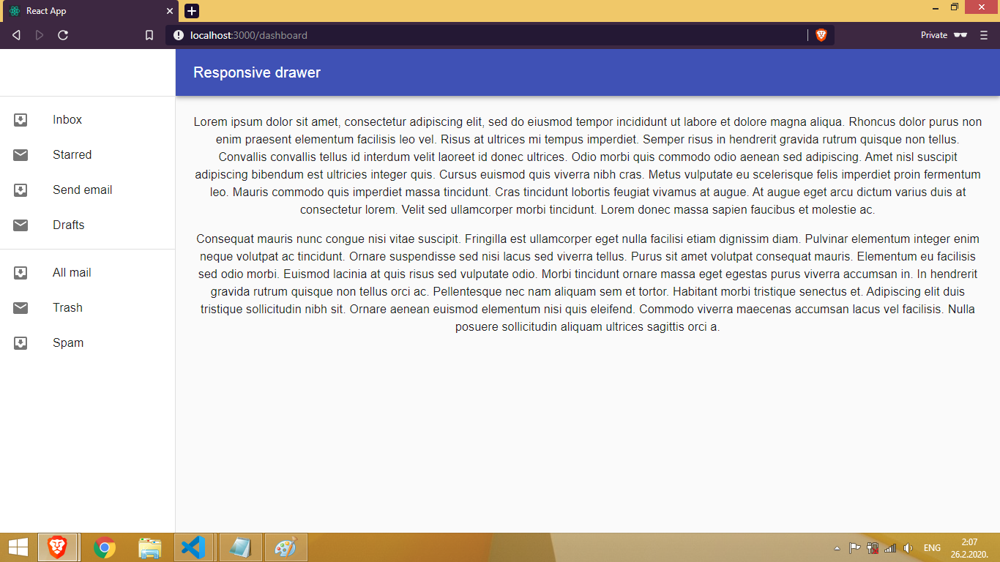 React App
localhost:3000/dashboard
Private
Responsive drawer
Inbox
Starred
Send email
Drafts
All mail
Trash
Spam
Lorem ipsum dolor sit amet, consectetur adipiscing elit, sed do eiusmod tempor incididunt ut labore et dolore magna aliqua. Rhoncus dolor purus non
enim praesent elementum facilisis leo vel. Risus at ultrices mi tempus imperdiet. Semper risus in hendrerit gravida rutrum quisque non tellus.
Convallis convallis tellus id interdum velit laoreet id donec ultrices. Odio morbi quis commodo odio aenean sed adipiscing. Amet nisl suscipit
adipiscing bibendum est ultricies integer quis. Cursus euismod quis viverra nibh cras. Metus vulputate eu scelerisque felis imperdiet proin fermentum
leo. Mauris commodo quis imperdiet massa tincidunt. Cras tincidunt lobortis feugiat vivamus at augue. At augue eget arcu dictum varius duis at
consectetur lorem. Velit sed ullamcorper morbi tincidunt. Lorem donec massa sapien faucibus et molestie ac.
Consequat mauris nunc congue nisi vitae suscipit. Fringilla est ullamcorper eget nulla facilisi etiam dignissim diam. Pulvinar elementum integer enim
neque volutpat ac tincidunt. Ornare suspendisse sed nisi lacus sed viverra tellus. Purus sit amet volutpat consequat mauris. Elementum eu facilisis
sed odio morbi. Euismod lacinia at quis risus sed vulputate odio. Morbi tincidunt ornare massa eget egestas purus viverra accumsan in. In hendrerit
gravida rutrum quisque non tellus orci ac. Pellentesque nec nam aliquam sem et tortor. Habitant morbi tristique senectus et. Adipiscing elit duis
tristique sollicitudin nibh sit. Ornare aenean euismod elementum nisi quis eleifend. Commodo viverra maecenas accumsan lacus vel facilisis. Nulla
posuere sollicitudin aliquam ultrices sagittis orci a.
ENG
2:07
26.2.2020.